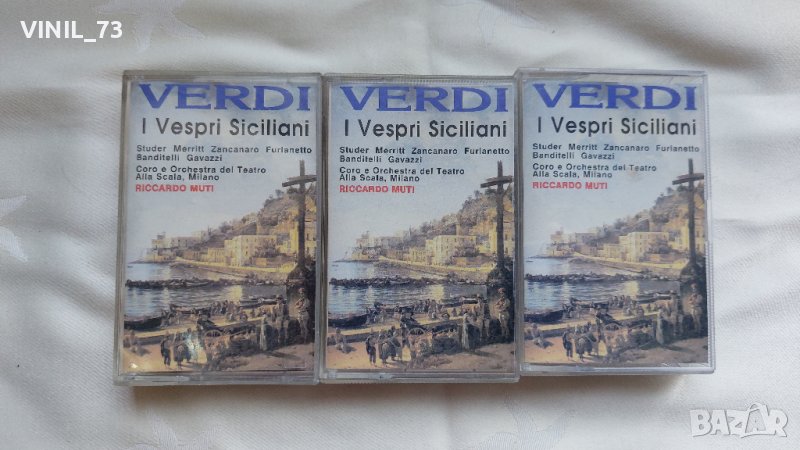 VINIL_73
VERDI
I Vespri Siciliani
Studer Merritt Zancanaro Furlanetto
Banditelli Gavazzi
Coro e Orchestra del Teatro
Alla Scala, Milano
RICCARDO MUTI
VERDI
I Vespri Siciliani
Studer Merritt Zancanaro Furlanetto
Banditelli Gavazzi
Coro e Orchestra del Teatro
Alla Scala, Milano
RICCARDO MUTI
VERDI
I Vespri Siciliani
Studer Merritt Zancanaro Furlanetto
Banditelli Gavazzi
Coro e Orchestra del Teatro
Alla Scala, Milano
RICCARDO MUTI
BAZAR